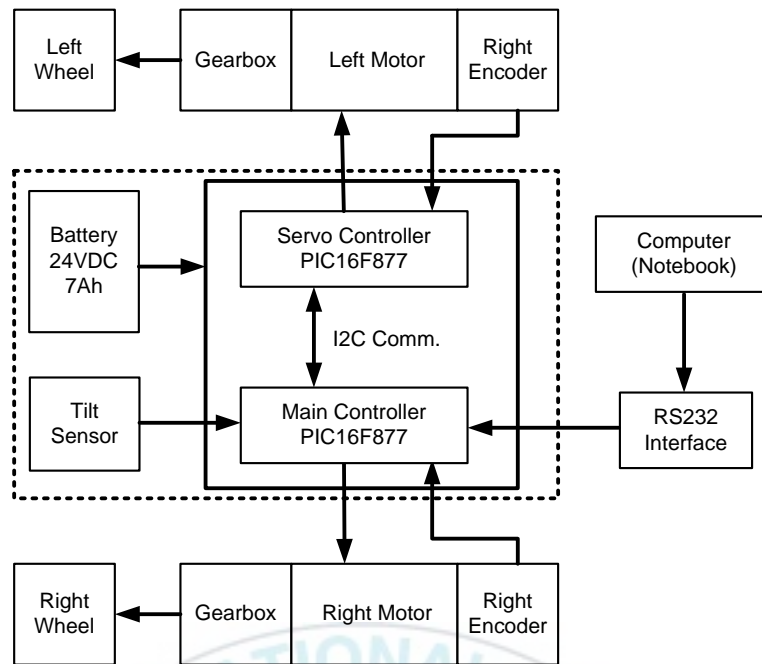 Left
Wheel
Gearbox
Left Motor
Right
Encoder
Battery
24VDC
7Ah
Servo Controller
PIC16F877
Computer
(Notebook)
I2C Comm.
Tilt
Sensor
Main Controller
PIC16F877
RS232
Interface
Right
Wheel
Gearbox
Right Motor
Right
Encoder
ATIONAL